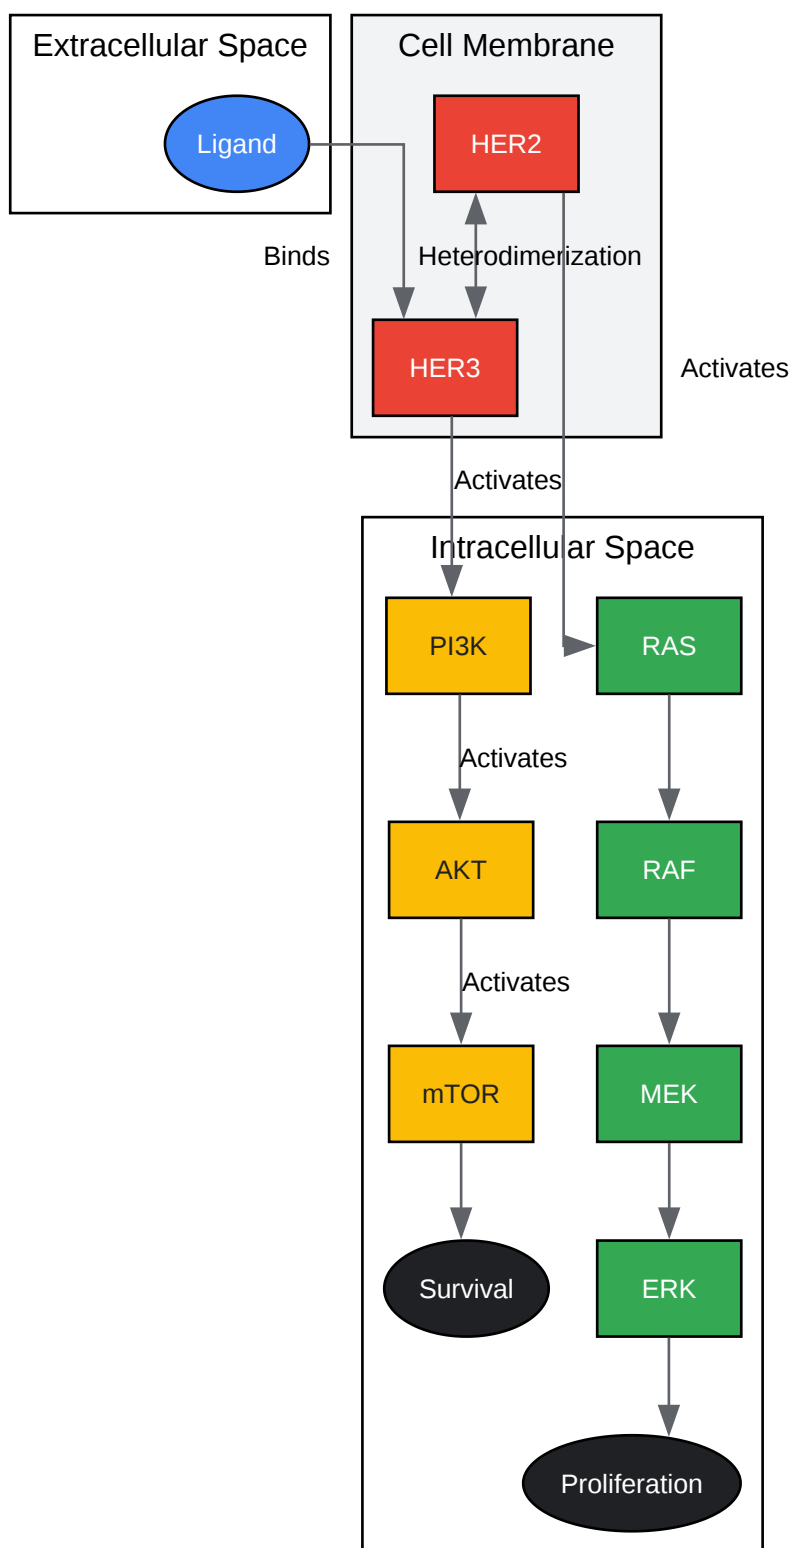 Extracellular Space
Cell Membrane
Ligand
HER2
Binds
Heterodimerization
HER3
Activates
Activates
Intracellular Space
PI3K
RAS
Activates
AKT
RAF
Activates
mTOR
MEK
Survival
ERK
Proliferation